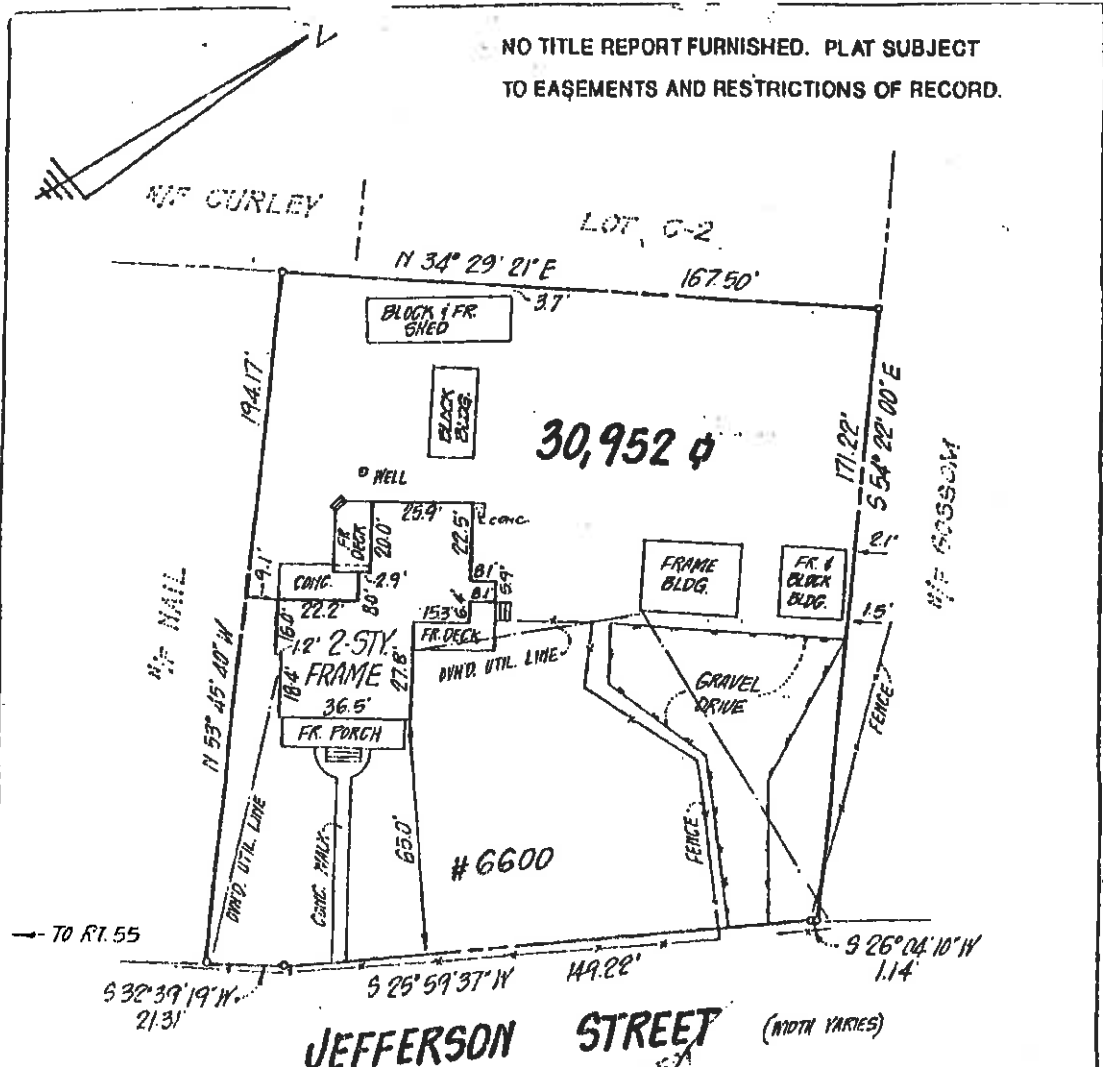 NO TITLE REPORT FURNISHED. PLAT SUBJECT
TO EASEMENTS AND RESTRICTIONS OF RECORD.
N/F CURLEY
LOT, C-2
N 34° 29' 21" E
167.50'
3.7'
BLOCK & FR.
SHED
194.17'
BLOCK
BLDG.
30,952 ¢
171.22'
S 54° 22' 00" E
WELL
25.9'
CONC.
FR
DECK
20.0'
22.5'
N/F
2.1'
FRAME
BLDG.
FR. &
BLOCK
BLDG.
9.1'
CONC.
2.9'
8.1'
5.9'
8.1'
22.2'
8.0'
15.3'
1.5'
N/F NAIL
16.0'
1.2'
2-STY.
FRAME
FR. DECK
OVH'D. UTIL. LINE
18.4'
27.8'
GRAVEL
DRIVE
FENCE
36.5'
FR. PORCH
N 53° 45' 40" W
OVH'D. UTIL. LINE
CONC. WALK
65.0'
# 6600
FENCE
TO RT. 55
S 32° 39' 19" W
21.31'
S 25° 59' 37" W
149.22'
S 26° 04' 10" W
1.14'
JEFFERSON STREET (WIDTH VARIES)